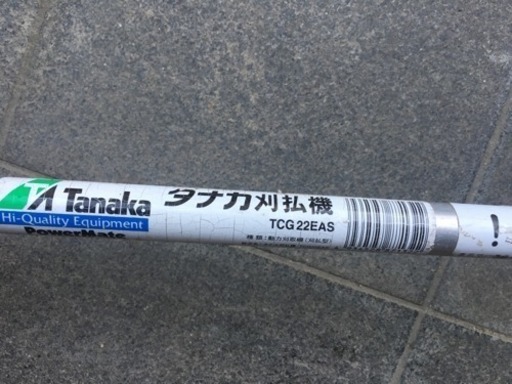 Tanaka
Hi-Quality Equipment
PowerMate
タナカ刈払機
TCG22EAS
!